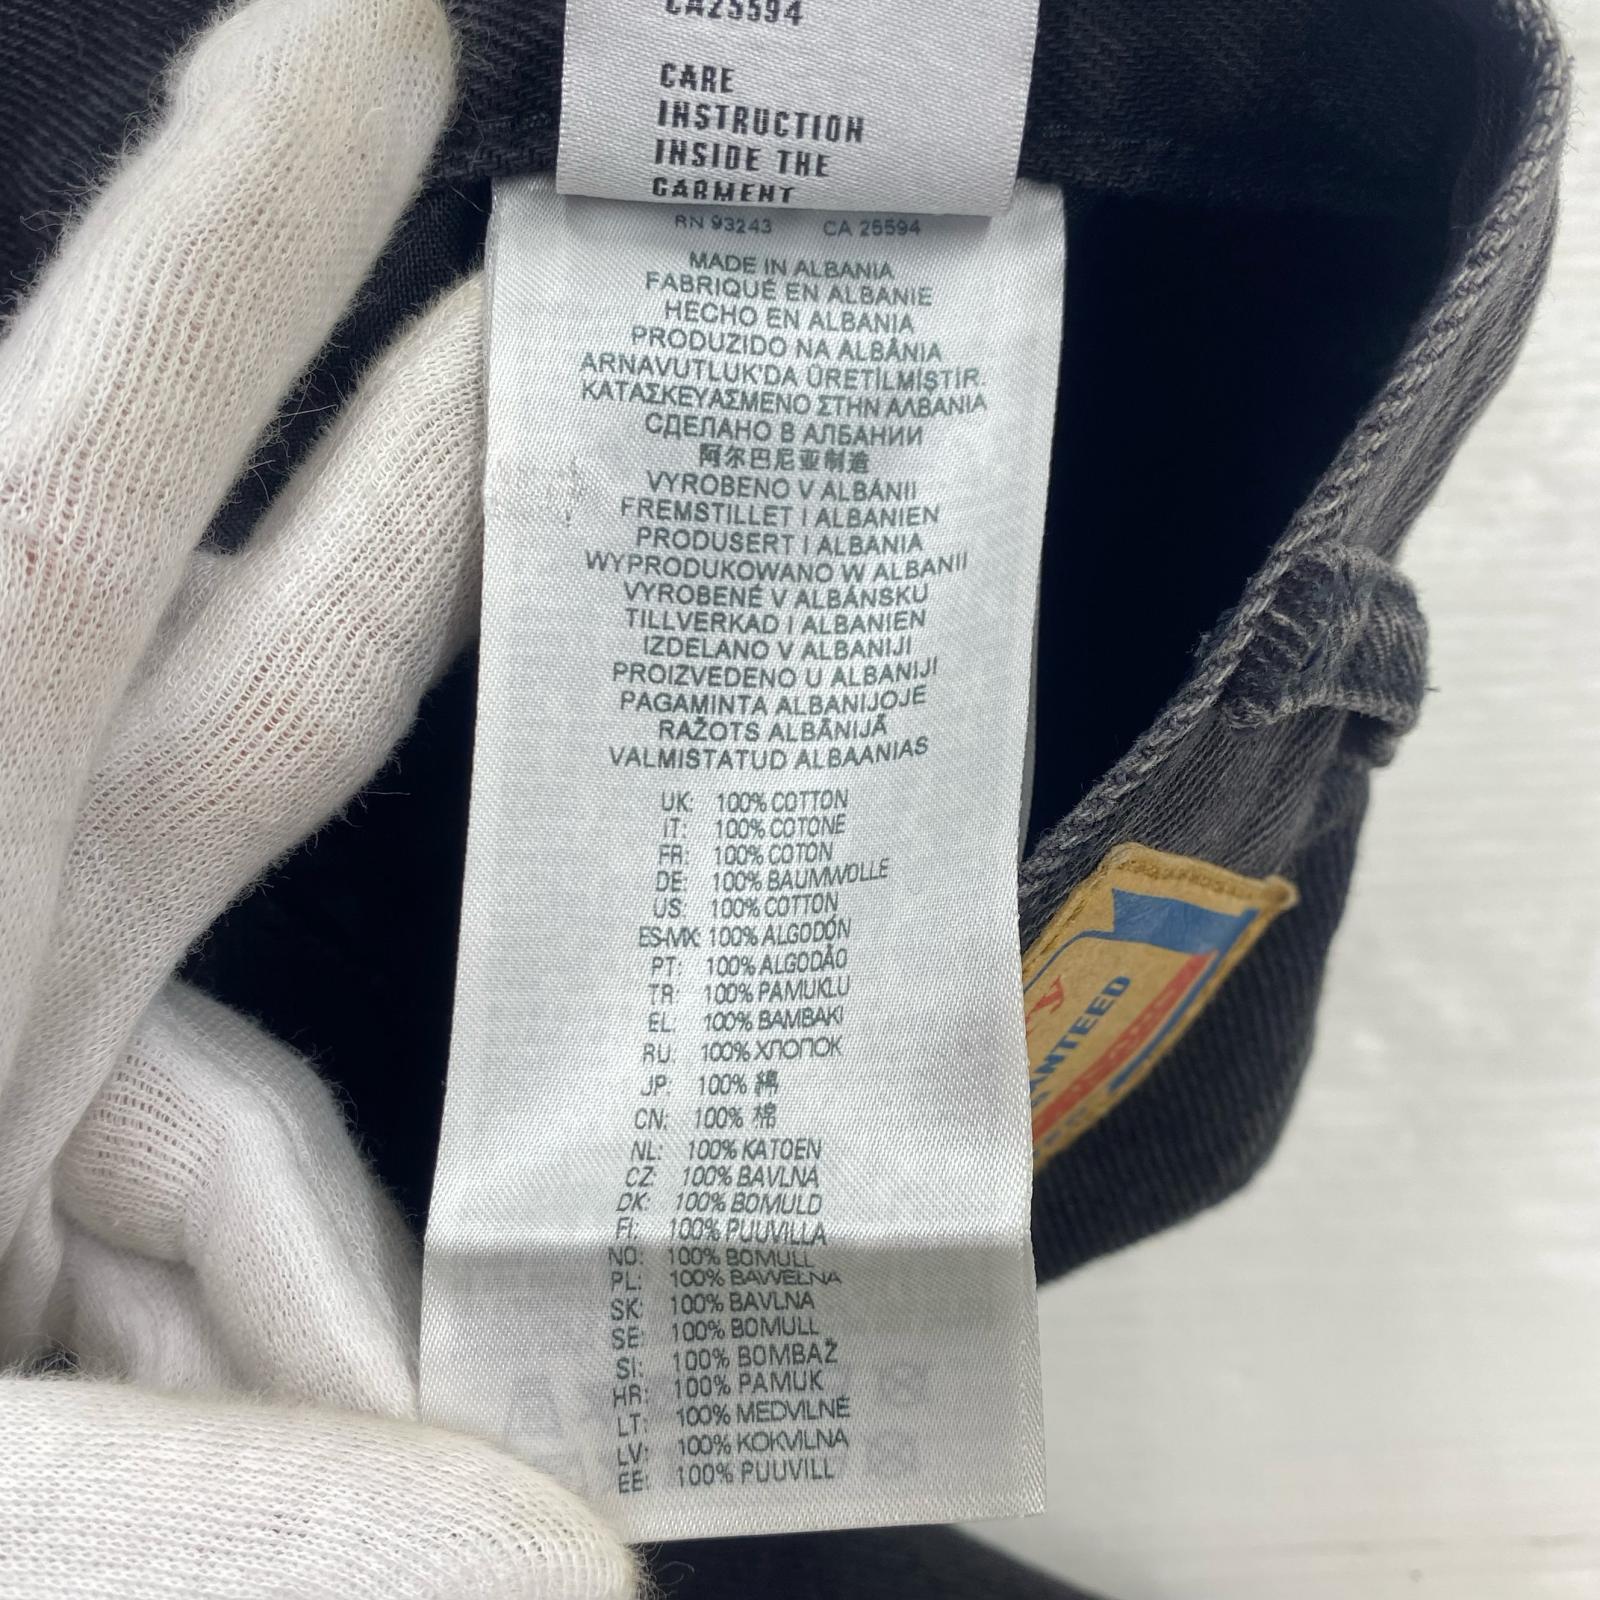 CA25594
CARE
INSTRUCTION
INSIDE THE
GARMENT
RN 93243 CA 25594
MADE IN ALBANIA
FABRIQUÉ EN ALBANIE
HECHO EN ALBANIA
PRODUZIDO NA ALBÂNIA
ARNAVUTLUK'DA ÜRETİLMİSTİR.
ΚΑΤΑΣΚΕΥΑΣΜΕΝΟ ΣΤΗΝ ΑΛΒΑΝΙΑ
СДЕЛАНО В АЛБАНИИ
阿尔巴尼亚制造
VYROBENO V ALBÁNII
FREMSTILLET I ALBANIEN
PRODUSERT I ALBANIA
WYPRODUKOWANO W ALBANII
VYROBENÉ V ALBÁNSKU
TILLVERKAD I ALBANIEN
IZDELANO V ALBANIJI
PROIZVEDENO U ALBANIJI
PAGAMINTA ALBANIJOJE
RAŽOTS ALBĀNIJĀ
VALMISTATUD ALBAANIAS
UK: 100% COTTON
IT: 100% COTONE
FR: 100% COTON
DE: 100% BAUMWOLLE
US: 100% COTTON
ES-MX: 100% ALGODÓN
PT: 100% ALGODÃO
TR: 100% PAMUKLU
EL: 100% ΒΑΜΒΑΚΙ
RU: 100% ХЛОПОК
JP: 100% 綿
CN: 100% 棉
NL: 100% KATOEN
CZ: 100% BAVLNA
DK: 100% BOMULD
FI: 100% PUUVILLA
NO: 100% BOMULL
PL: 100% BAWEŁNA
SK: 100% BAVLNA
SE: 100% BOMULL
SI: 100% BOMBAŽ
HR: 100% PAMUK
LT: 100% MEDVILNĖ
LV: 100% KOKVILNA
EE: 100% PUUVILL
ANTEED